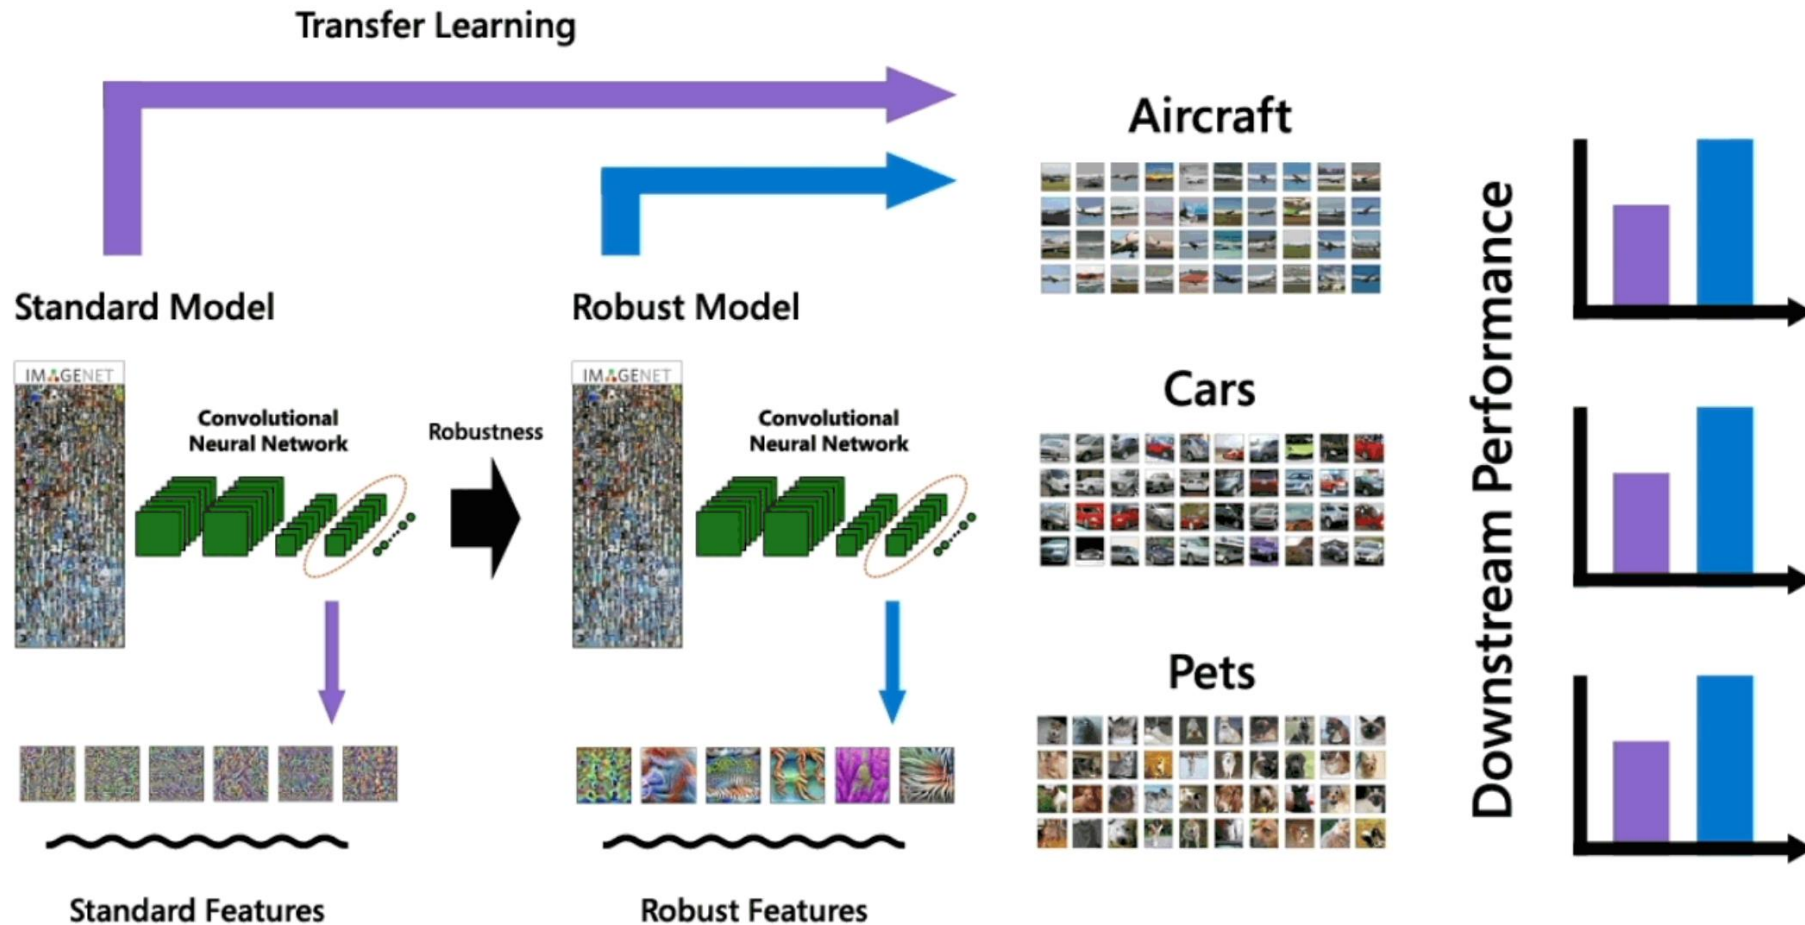 Transfer Learning
Standard Model
IMAGENET
Convolutional
Neural Network
Robustness
Robust Model
IMAGENET
Convolutional
Neural Network
Standard Features
Robust Features
Aircraft
Cars
Pets
Downstream Performance